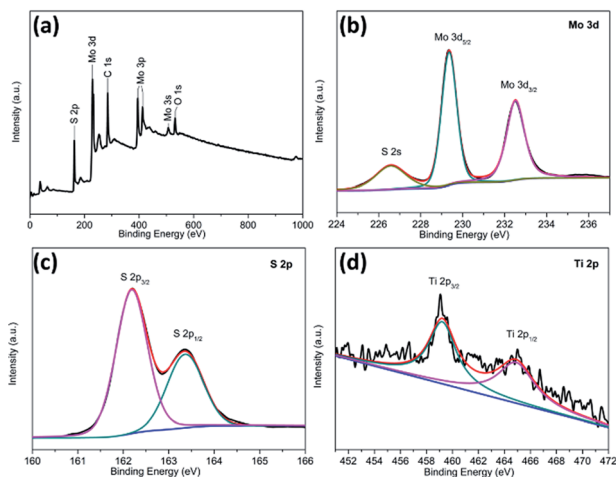 (a)
S 2p
Mo 3d
C 1s
Mo 3p
Mo 3s
O 1s
Intensity (a.u.)
0 200 400 600 800 1000
Binding Energy (eV)
(b)
Mo 3d
Mo 3d5/2
Mo 3d3/2
S 2s
Intensity (a.u.)
224 226 228 230 232 234 236
Binding Energy (eV)
(c)
S 2p
S 2p3/2
S 2p1/2
Intensity (a.u.)
160 161 162 163 164 165 166
Binding Energy (eV)
(d)
Ti 2p
Ti 2p3/2
Ti 2p1/2
Intensity (a.u.)
452 454 456 458 460 462 464 466 468 470 472
Binding Energy (eV)